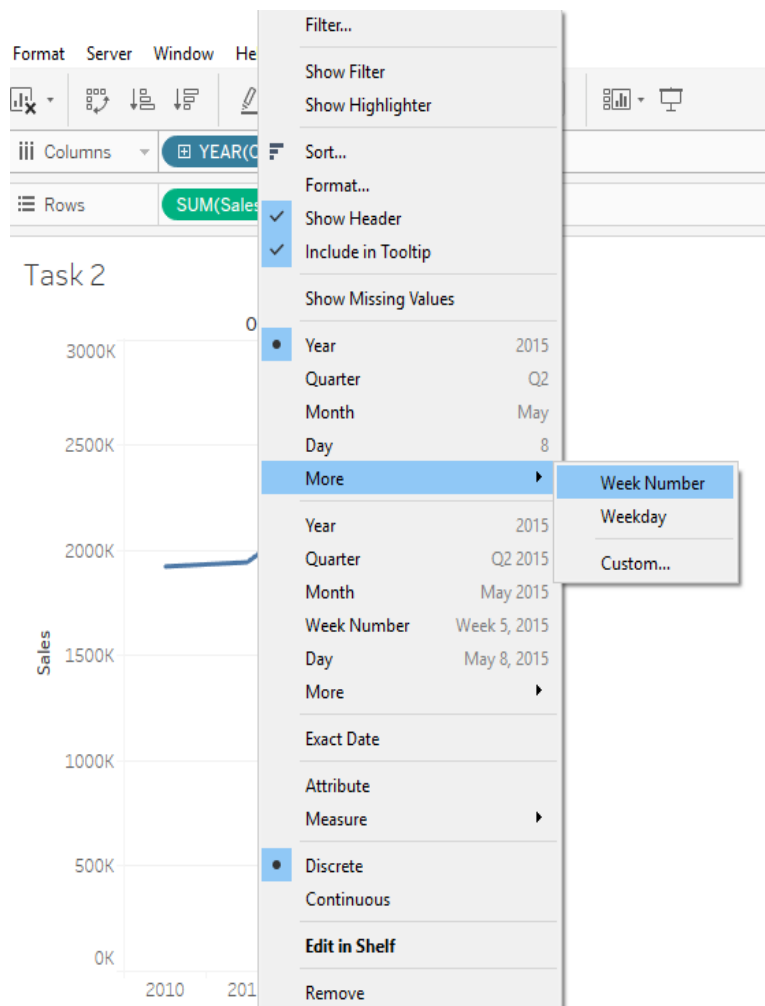 Filter...
Format Server Window He
Show Filter
Show Highlighter
Columns YEAR(O
Sort...
Format...
Rows SUM(Sales
Show Header
Include in Tooltip
Task 2
Show Missing Values
O
3000K
Year 2015
Quarter Q2
Month May
2500K
Day 8
More
Week Number
Weekday
Custom...
Year 2015
2000K
Quarter Q2 2015
Month May 2015
Week Number Week 5, 2015
Sales
1500K
Day May 8, 2015
More
Exact Date
1000K
Attribute
Measure
500K
Discrete
Continuous
Edit in Shelf
0K
2010 201
Remove